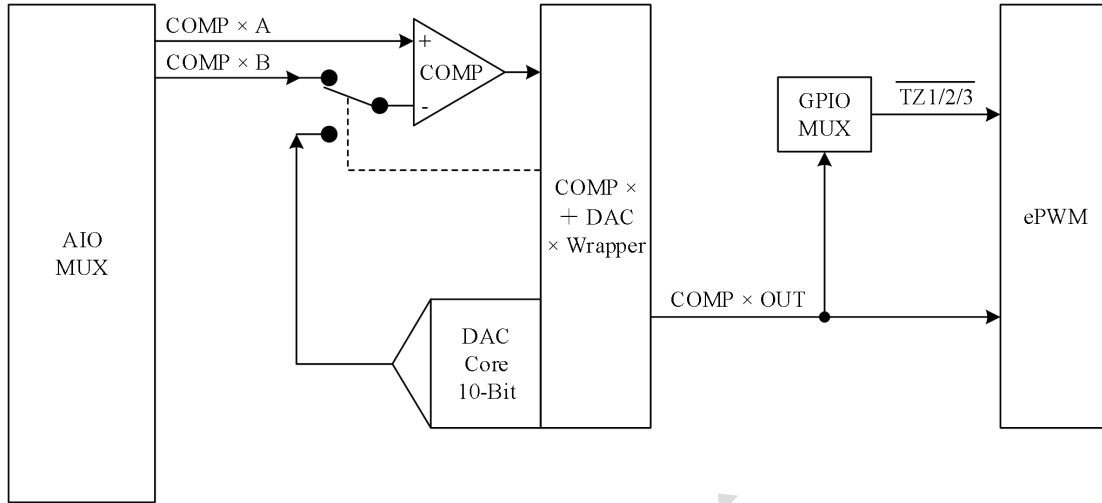 COMP × A
COMP × B
+
COMP
-
GPIO
MUX
TZ1/2/3
COMP ×
+ DAC
× Wrapper
AIO
MUX
ePWM
COMP × OUT
DAC
Core
10-Bit